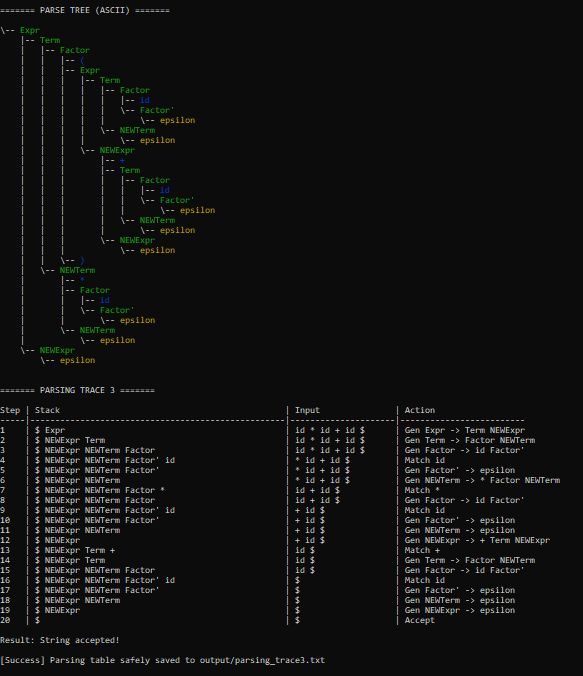 ======= PARSE TREE (ASCII) =======

\-- Expr
    |-- Term
    |   |-- Factor
    |   |   |-- (
    |   |   |-- Expr
    |   |   |   |-- Term
    |   |   |   |   |-- Factor
    |   |   |   |   |   |-- id
    |   |   |   |   |   \-- Factor'
    |   |   |   |   |       \-- epsilon
    |   |   |   |   \-- NEWTerm
    |   |   |   |       \-- epsilon
    |   |   |   \-- NEWExpr
    |   |   |       |-- +
    |   |   |       |-- Term
    |   |   |       |   |-- Factor
    |   |   |       |   |   |-- id
    |   |   |       |   |   \-- Factor'
    |   |   |       |   |       \-- epsilon
    |   |   |       |   \-- NEWTerm
    |   |   |       |       \-- epsilon
    |   |   |       \-- NEWExpr
    |   |   |           \-- epsilon
    |   |   \-- )
    |   \-- NEWTerm
    |       |-- *
    |       |-- Factor
    |       |   |-- id
    |       |   \-- Factor'
    |       |       \-- epsilon
    |       \-- NEWTerm
    |           \-- epsilon
    \-- NEWExpr
        \-- epsilon

======= PARSING TRACE 3 =======

Step | Stack | Input | Action
1 | $ Expr | id * id + id $ | Gen Expr -> Term NEWExpr
2 | $ NEWExpr Term | id * id + id $ | Gen Term -> Factor NEWTerm
3 | $ NEWExpr NEWTerm Factor | id * id + id $ | Gen Factor -> id Factor'
4 | $ NEWExpr NEWTerm Factor' id | * id + id $ | Match id
5 | $ NEWExpr NEWTerm Factor' | * id + id $ | Gen Factor' -> epsilon
6 | $ NEWExpr NEWTerm | * id + id $ | Gen NEWTerm -> * Factor NEWTerm
7 | $ NEWExpr NEWTerm Factor * | id + id $ | Match *
8 | $ NEWExpr NEWTerm Factor | id + id $ | Gen Factor -> id Factor'
9 | $ NEWExpr NEWTerm Factor' id | + id $ | Match id
10 | $ NEWExpr NEWTerm Factor' | + id $ | Gen Factor' -> epsilon
11 | $ NEWExpr NEWTerm | + id $ | Gen NEWTerm -> epsilon
12 | $ NEWExpr | + id $ | Gen NEWExpr -> + Term NEWExpr
13 | $ NEWExpr Term + | id $ | Match +
14 | $ NEWExpr Term | id $ | Gen Term -> Factor NEWTerm
15 | $ NEWExpr NEWTerm Factor | id $ | Gen Factor -> id Factor'
16 | $ NEWExpr NEWTerm Factor' id | $ | Match id
17 | $ NEWExpr NEWTerm Factor' | $ | Gen Factor' -> epsilon
18 | $ NEWExpr NEWTerm | $ | Gen NEWTerm -> epsilon
19 | $ NEWExpr | $ | Gen NEWExpr -> epsilon
20 | $ | $ | Accept

Result: String accepted!

[Success] Parsing table safely saved to output/parsing_trace3.txt